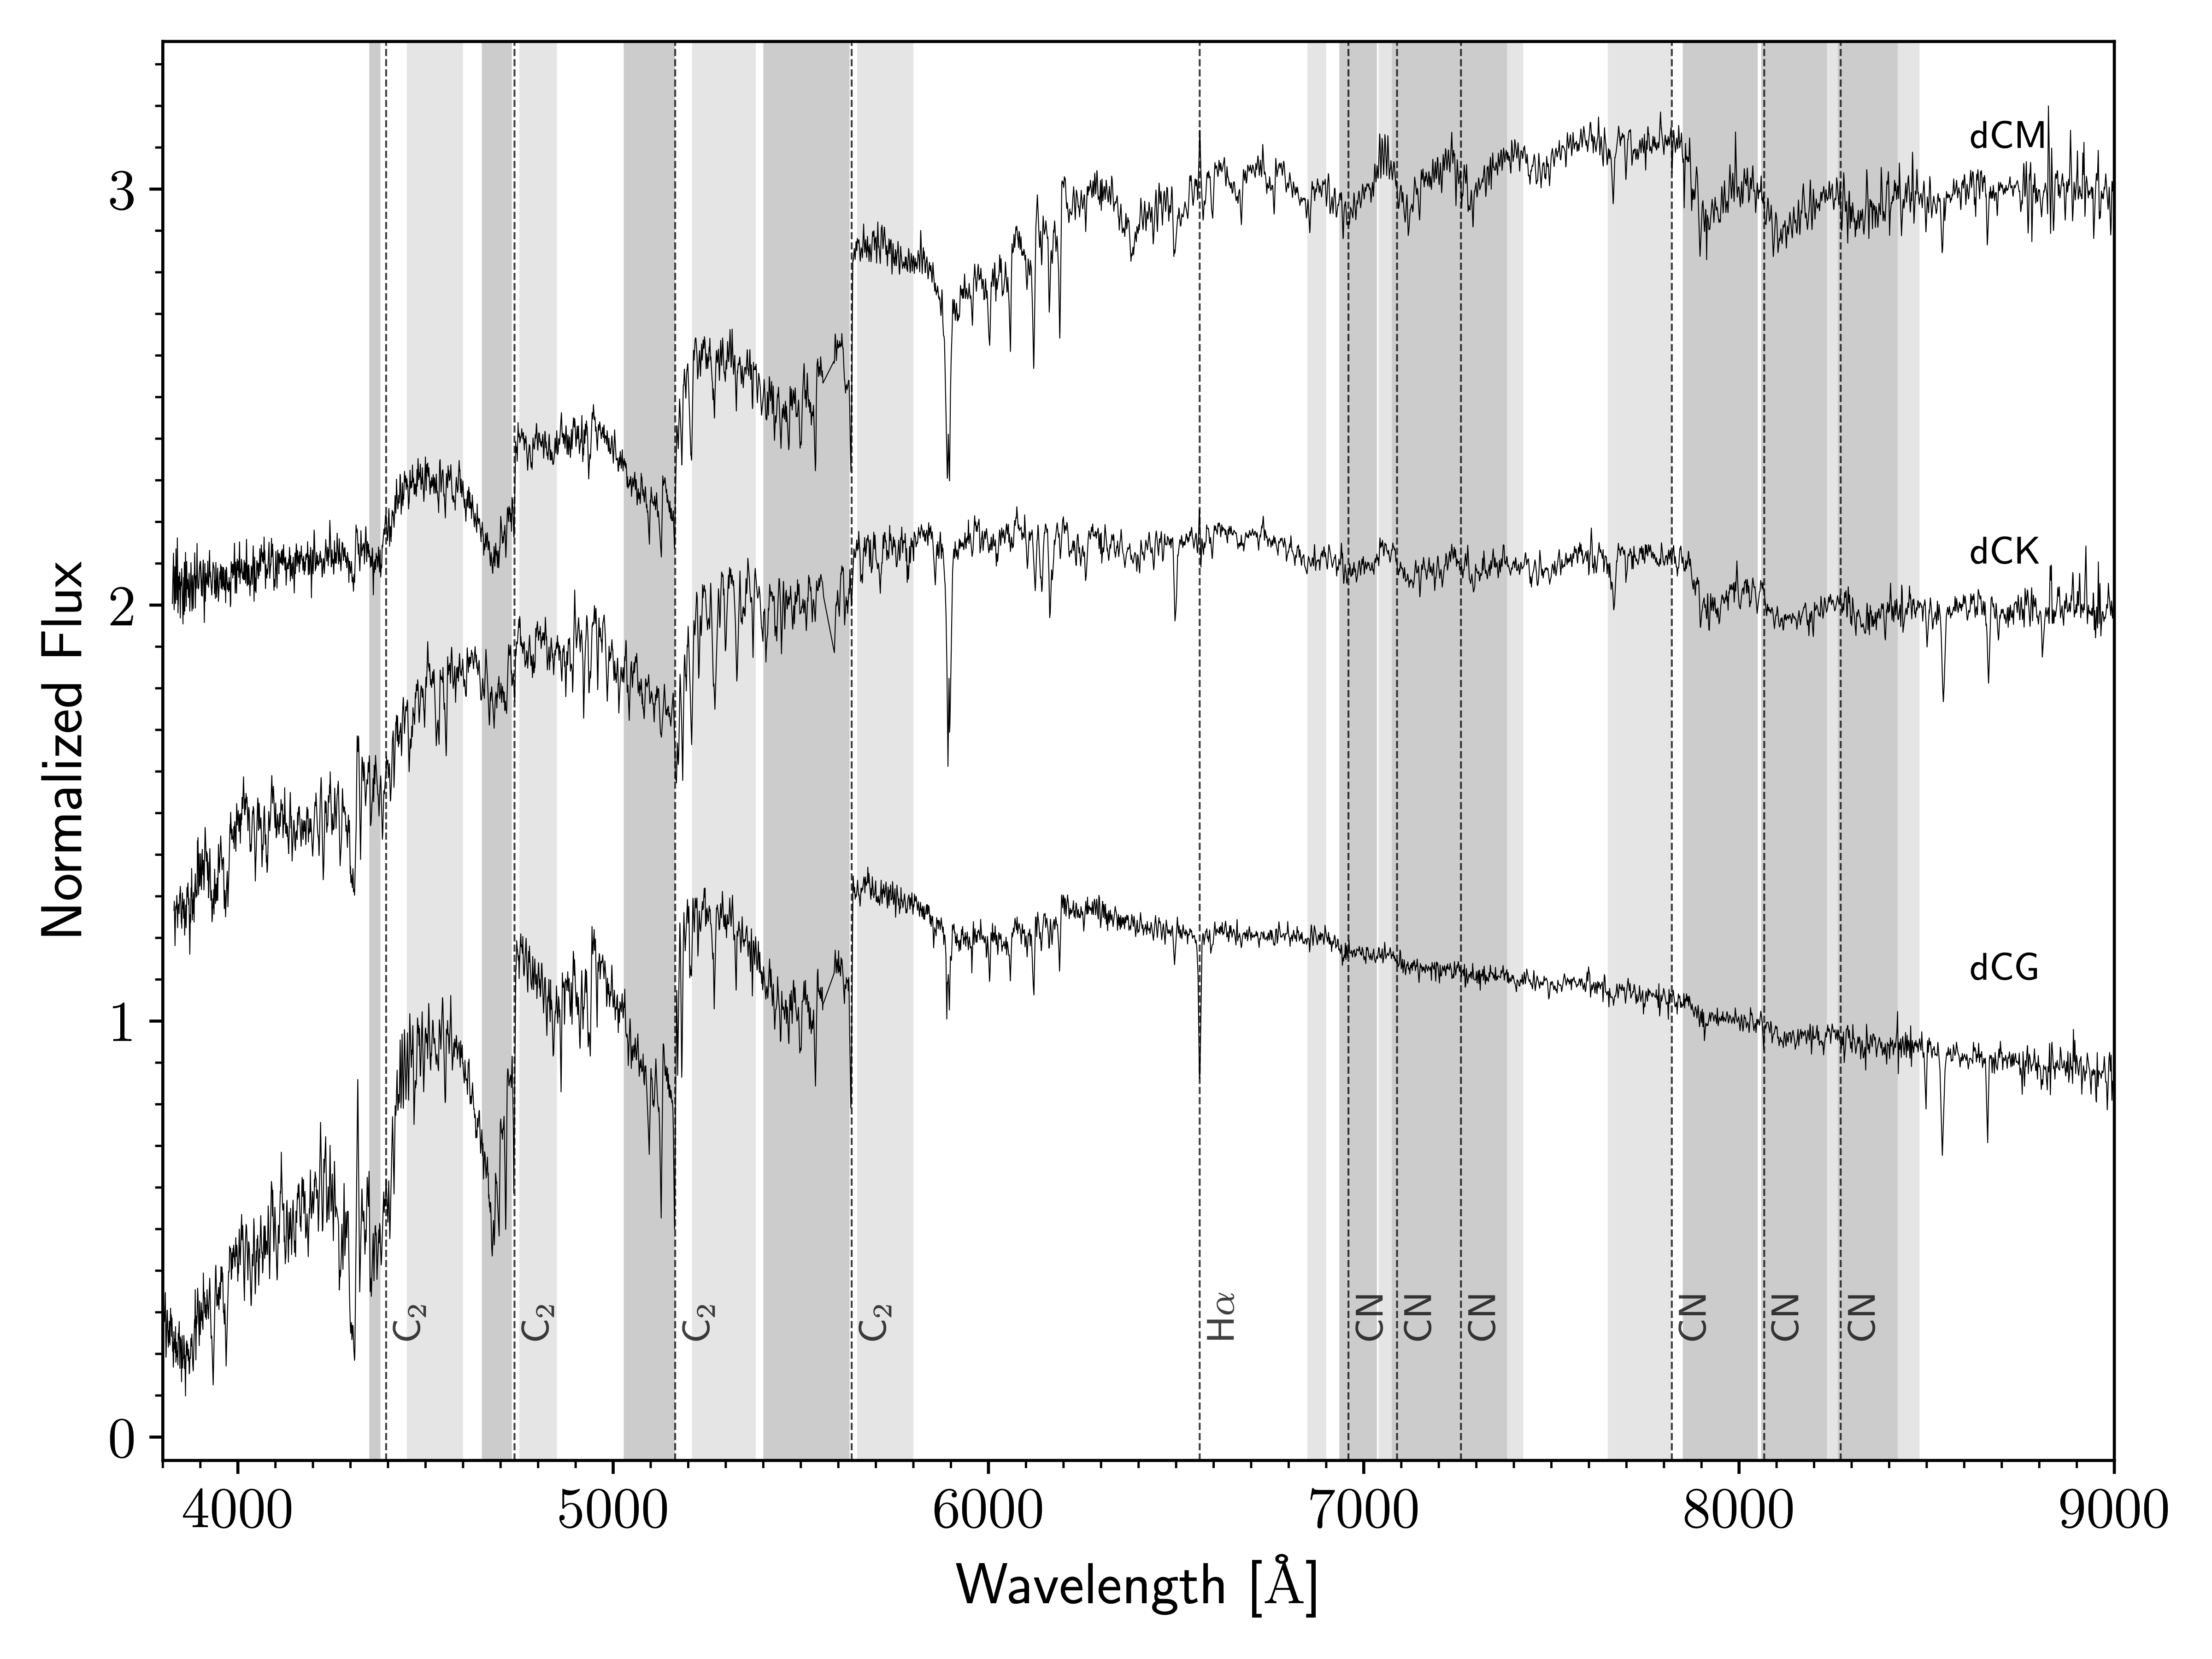 dCM
dCK
dCG
Normalized Flux
3
2
1
0
C₂
C₂
C₂
C₂
Hα
CN
CN
CN
CN
CN
CN
4000
5000
6000
7000
8000
9000
Wavelength [Å]